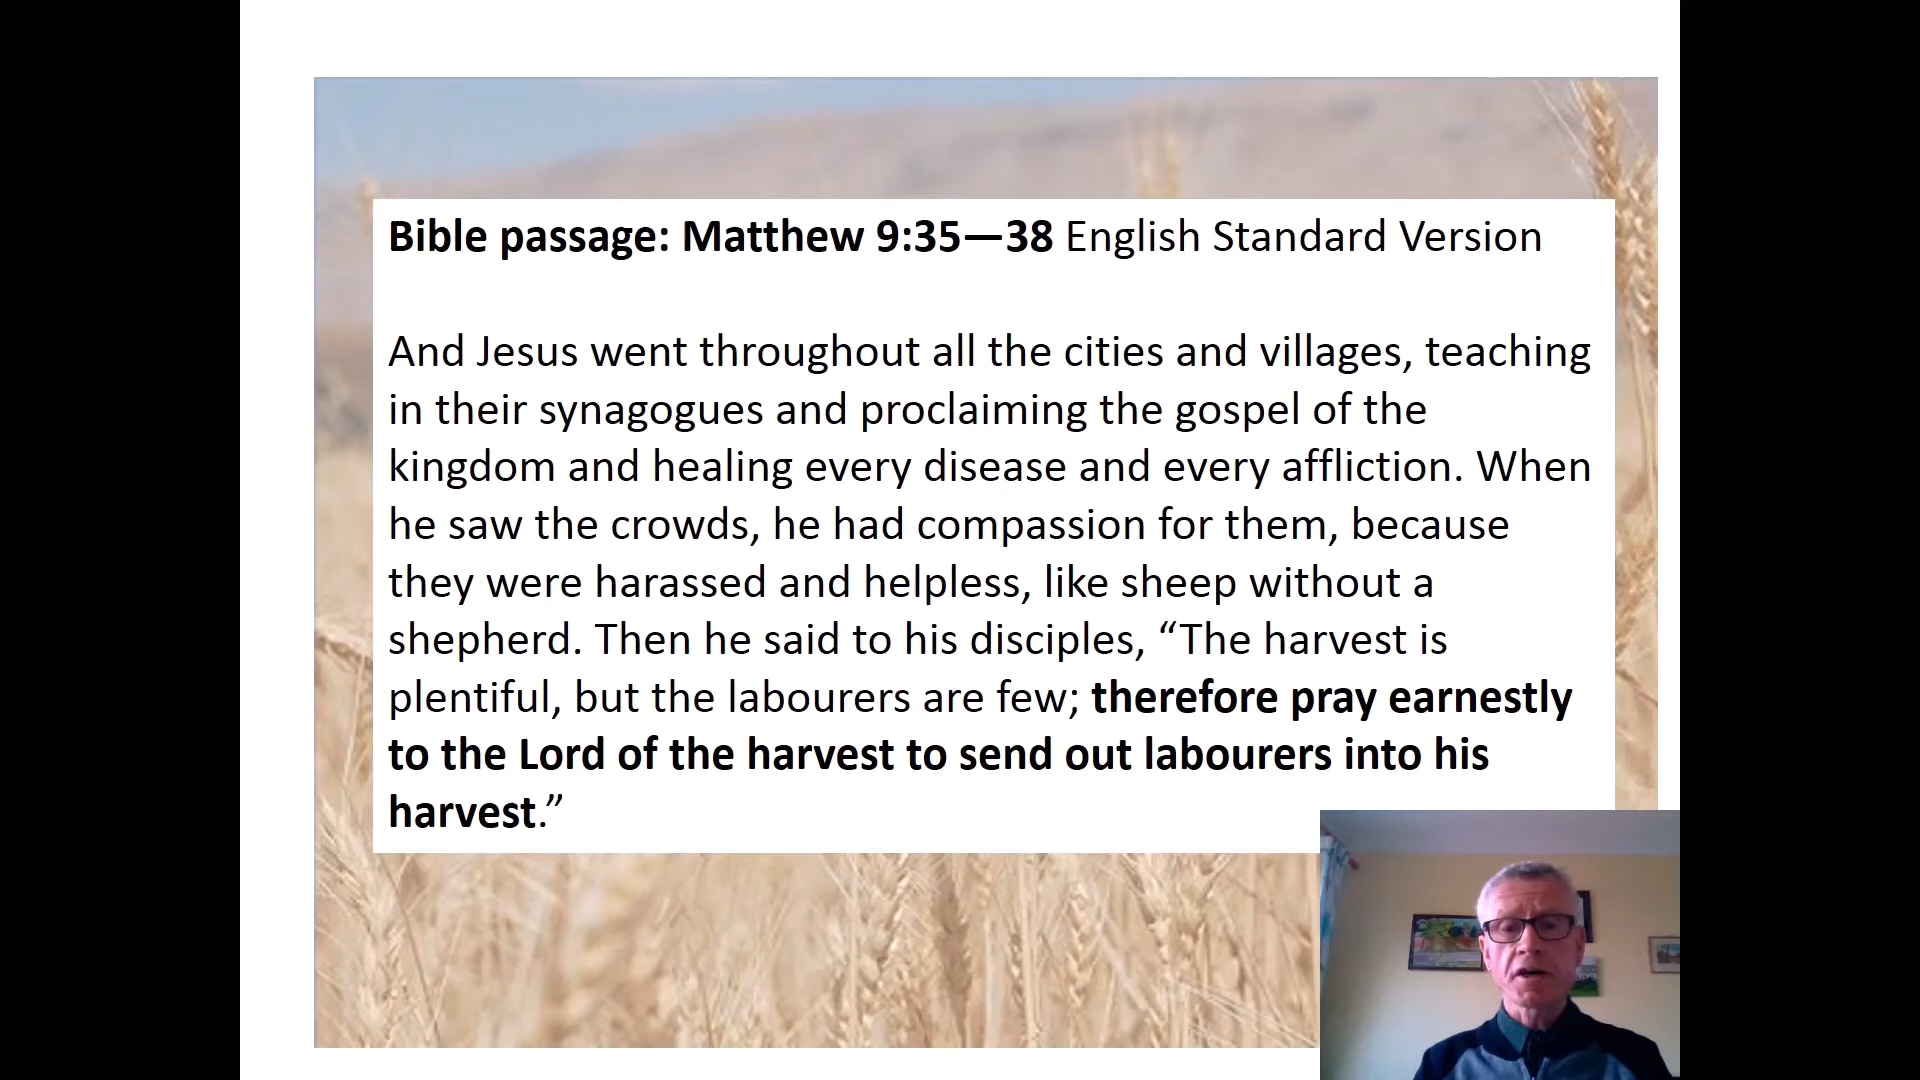 Bible passage: Matthew 9:35—38 English Standard Version
And Jesus went throughout all the cities and villages, teaching
in their synagogues and proclaiming the gospel of the
kingdom and healing every disease and every affliction. When
he saw the crowds, he had compassion for them, because
they were harassed and helpless, like sheep without a
shepherd. Then he said to his disciples, “The harvest is
plentiful, but the labourers are few; therefore pray earnestly
to the Lord of the harvest to send out labourers into his
harvest.”